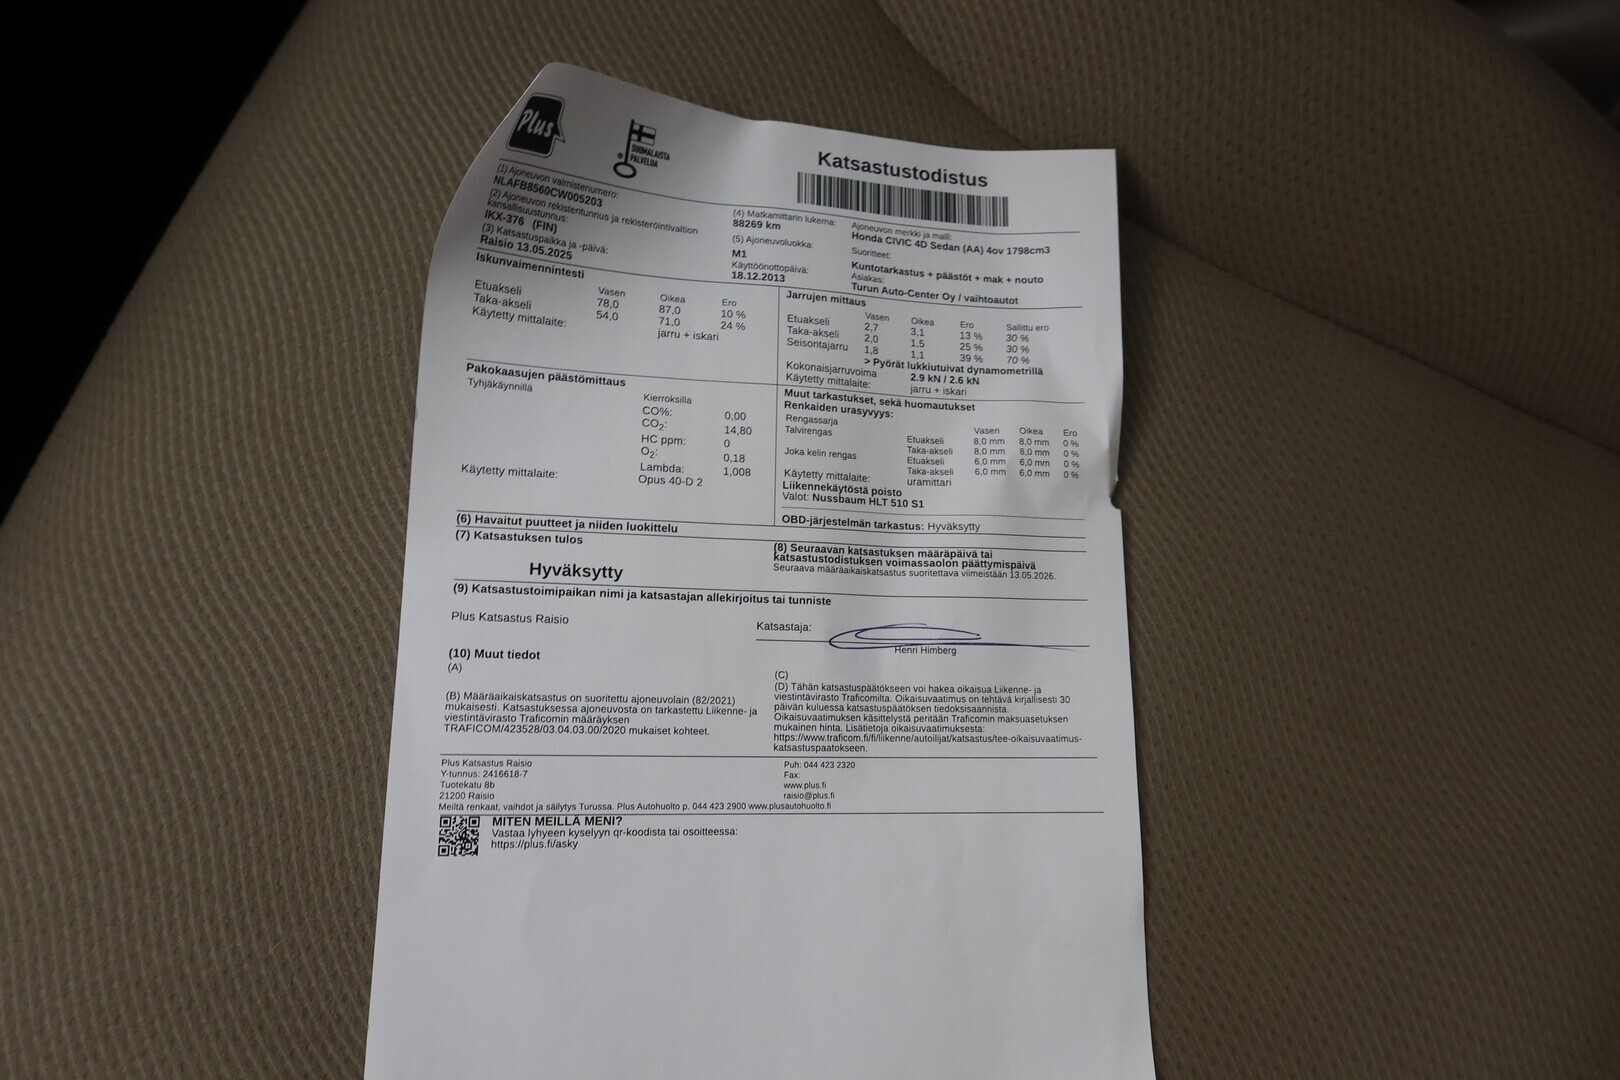 Plus
SUOMALAISTA
PALVELUA
Katsastustodistus
(1) Ajoneuvon valmistenumero:
NLAFB8560CW005203
(2) Ajoneuvon rekisteritunnus ja rekisteröintivaltion
kansallisuustunnus:
IKX-376 (FIN)
(3) Katsastuspaikka ja -päivä:
Raisio 13.05.2025
(4) Matkamittarin lukema:
88269 km
(5) Ajoneuvoluokka:
M1
Käyttöönottopäivä:
18.12.2013
Ajoneuvon merkki ja malli:
Honda CIVIC 4D Sedan (AA) 4ov 1798cm3
Suoritteet:
Kuntotarkastus + päästöt + mak + nouto
Asiakas:
Turun Auto-Center Oy / vaihtoautot
Iskunvaimennintesti
Vasen Oikea Ero
Etuakseli 78,0 87,0 10 %
Taka-akseli 54,0 71,0 24 %
Käytetty mittalaite: jarru + iskari
Jarrujen mittaus
Vasen Oikea Ero Sallittu ero
Etuakseli 2,7 3,1 13 % 30 %
Taka-akseli 2,0 1,5 25 % 30 %
Seisontajarru 1,8 1,1 39 % 70 %
> Pyörät lukkiutuivat dynamometrillä
Kokonaisjarruvoima 2.9 kN / 2.6 kN
Käytetty mittalaite: jarru + iskari
Pakokaasujen päästömittaus
Tyhjäkäynnillä Kierroksilla
CO%: 0,00
CO2: 14,80
HC ppm: 0
O2: 0,18
Lambda: 1,008
Käytetty mittalaite: Opus 40-D 2
Muut tarkastukset, sekä huomautukset
Renkaiden urasyvyys:
Rengassarja Vasen Oikea Ero
Talvirengas Etuakseli 8,0 mm 8,0 mm 0 %
Taka-akseli 8,0 mm 8,0 mm 0 %
Joka kelin rengas Etuakseli 6,0 mm 6,0 mm 0 %
Taka-akseli 6,0 mm 6,0 mm 0 %
Käytetty mittalaite: uramittari
Liikennekäytöstä poisto
Valot: Nussbaum HLT 510 S1
OBD-järjestelmän tarkastus: Hyväksytty
(6) Havaitut puutteet ja niiden luokittelu
(7) Katsastuksen tulos
Hyväksytty
(8) Seuraavan katsastuksen määräpäivä tai
katsastustodistuksen voimassaolon päättymispäivä
Seuraava määräaikaiskatsastus suoritettava viimeistään 13.05.2026.
(9) Katsastustoimipaikan nimi ja katsastajan allekirjoitus tai tunniste
Plus Katsastus Raisio
Katsastaja:
Henri Himberg
(10) Muut tiedot
(A)
(B) Määräaikaiskatsastus on suoritettu ajoneuvolain (82/2021)
mukaisesti. Katsastuksessa ajoneuvosta on tarkastettu Liikenne- ja
viestintävirasto Traficomin määräyksen
TRAFICOM/423528/03.04.03.00/2020 mukaiset kohteet.
(C)
(D) Tähän katsastuspäätökseen voi hakea oikaisua Liikenne- ja
viestintävirasto Traficomilta. Oikaisuvaatimus on tehtävä kirjallisesti 30
päivän kuluessa katsastuspäätöksen tiedoksisaannista.
Oikaisuvaatimuksen käsittelystä peritään Traficomin maksuasetuksen
mukainen hinta. Lisätietoja oikaisuvaatimuksesta:
https://www.traficom.fi/fi/liikenne/autoilijat/katsastus/tee-oikaisuvaatimus-
katsastuspaatokseen.
Plus Katsastus Raisio
Y-tunnus: 2416618-7
Tuotekatu 8b
21200 Raisio
Puh: 044 423 2320
Fax:
www.plus.fi
raisio@plus.fi
Meiltä renkaat, vaihdot ja säilytys Turussa. Plus Autohuolto p. 044 423 2900 www.plusautohuolto.fi
MITEN MEILLÄ MENI?
Vastaa lyhyeen kyselyyn qr-koodista tai osoitteessa:
https://plus.fi/asky